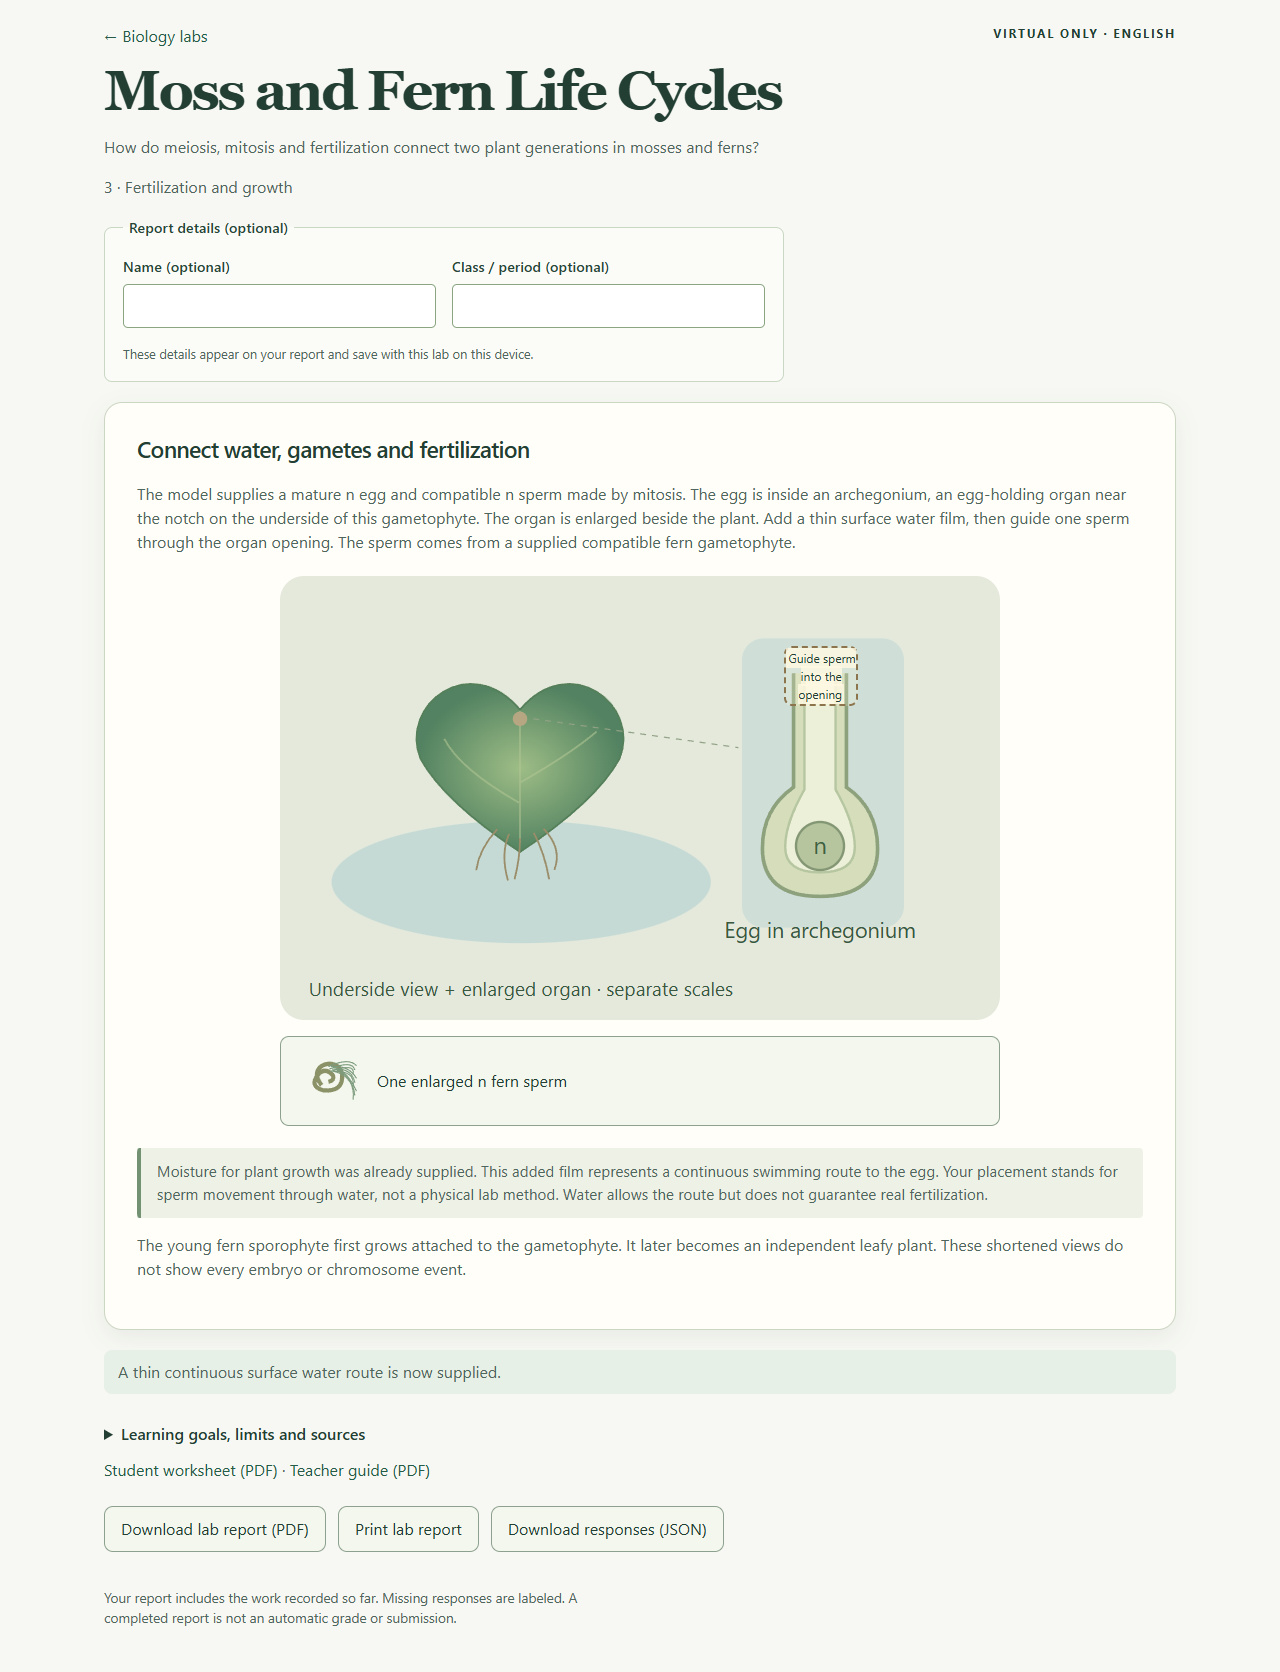 ← Biology labs
VIRTUAL ONLY · ENGLISH
Moss and Fern Life Cycles
How do meiosis, mitosis and fertilization connect two plant generations in mosses and ferns?
3 · Fertilization and growth
Report details (optional)
Name (optional)
Class / period (optional)
These details appear on your report and save with this lab on this device.
Connect water, gametes and fertilization
The model supplies a mature n egg and compatible n sperm made by mitosis. The egg is inside an archegonium, an egg-holding organ near
the notch on the underside of this gametophyte. The organ is enlarged beside the plant. Add a thin surface water film, then guide one sperm
through the organ opening. The sperm comes from a supplied compatible fern gametophyte.
Guide sperm
into the
opening
n
Egg in archegonium
Underside view + enlarged organ · separate scales
One enlarged n fern sperm
Moisture for plant growth was already supplied. This added film represents a continuous swimming route to the egg. Your placement stands for
sperm movement through water, not a physical lab method. Water allows the route but does not guarantee real fertilization.
The young fern sporophyte first grows attached to the gametophyte. It later becomes an independent leafy plant. These shortened views do
not show every embryo or chromosome event.
A thin continuous surface water route is now supplied.
▶ Learning goals, limits and sources
Student worksheet (PDF) · Teacher guide (PDF)
Download lab report (PDF)
Print lab report
Download responses (JSON)
Your report includes the work recorded so far. Missing responses are labeled. A
completed report is not an automatic grade or submission.